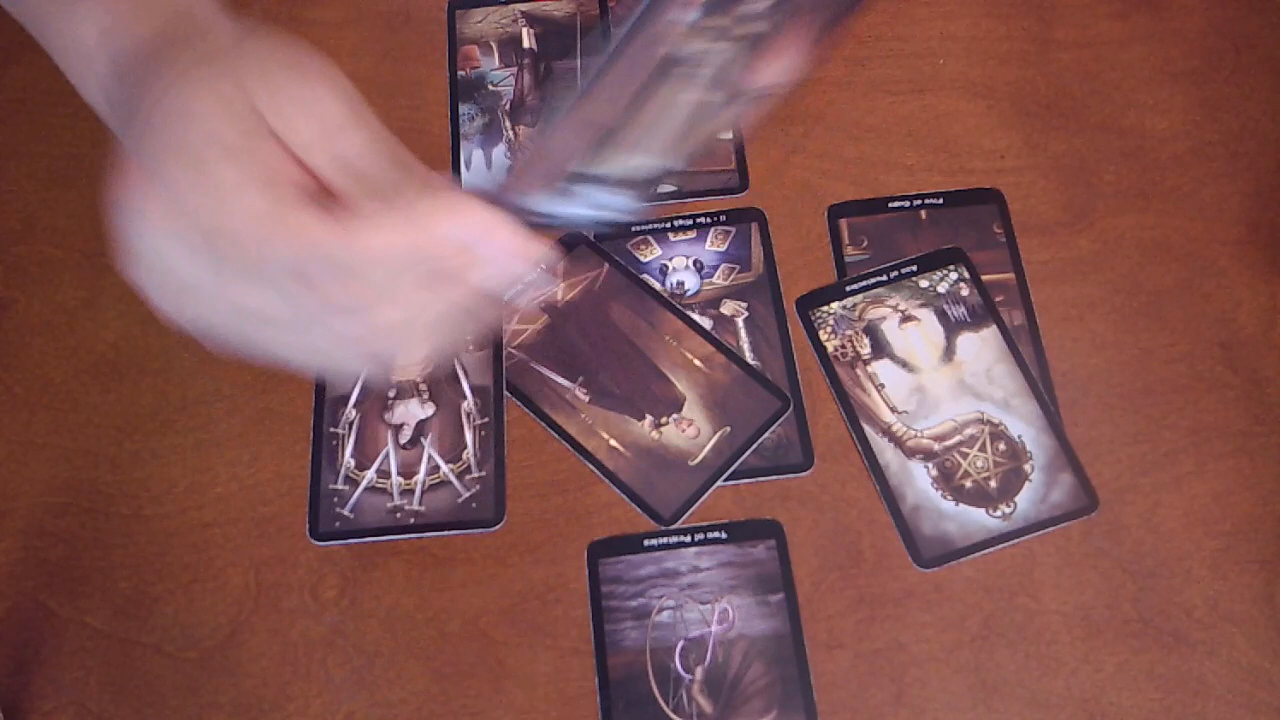 II - The High Priestess
Five of Cups
Ace of Pentacles
Two of Pentacles